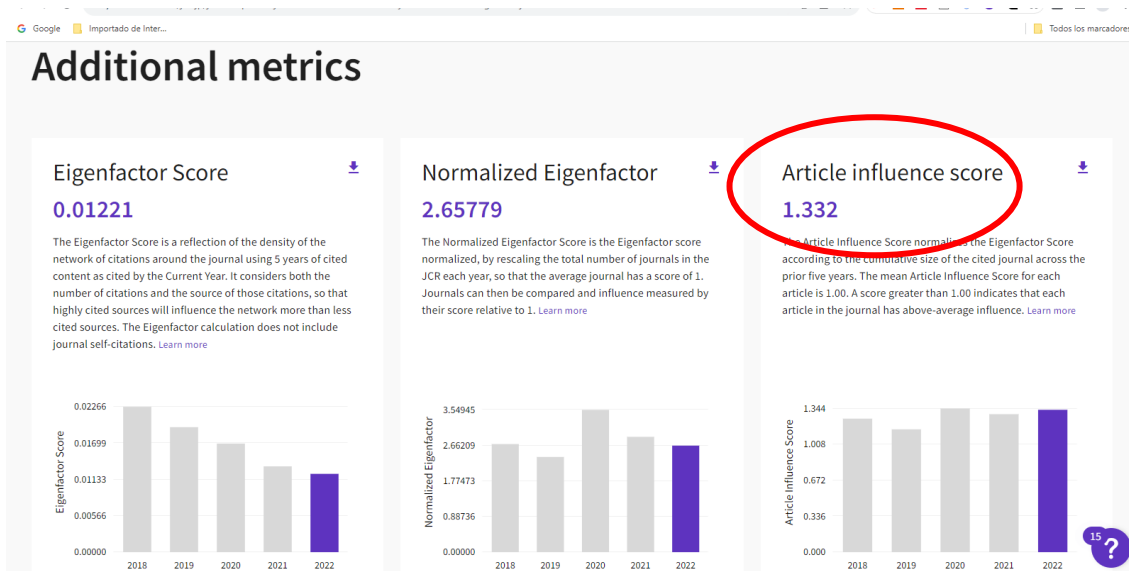 Google Importado de Inter... Todos los marcadores
Additional metrics
Eigenfactor Score
0.01221
The Eigenfactor Score is a reflection of the density of the
network of citations around the journal using 5 years of cited
content as cited by the Current Year. It considers both the
number of citations and the source of those citations, so that
highly cited sources will influence the network more than less
cited sources. The Eigenfactor calculation does not include
journal self-citations. Learn more
0.02266
0.01699
0.01133
0.00566
0.00000
Eigenfactor Score
2018 2019 2020 2021 2022
Normalized Eigenfactor
2.65779
The Normalized Eigenfactor Score is the Eigenfactor score
normalized, by rescaling the total number of journals in the
JCR each year, so that the average journal has a score of 1.
Journals can then be compared and influence measured by
their score relative to 1. Learn more
3.54945
2.66209
1.77473
0.88736
0.00000
Normalized Eigenfactor
2018 2019 2020 2021 2022
Article influence score
1.332
The Article Influence Score normalizes the Eigenfactor Score
according to the cumulative size of the cited journal across the
prior five years. The mean Article Influence Score for each
article is 1.00. A score greater than 1.00 indicates that each
article in the journal has above-average influence. Learn more
1.344
1.008
0.672
0.336
0.000
Article Influence Score
2018 2019 2020 2021 2022
15
?